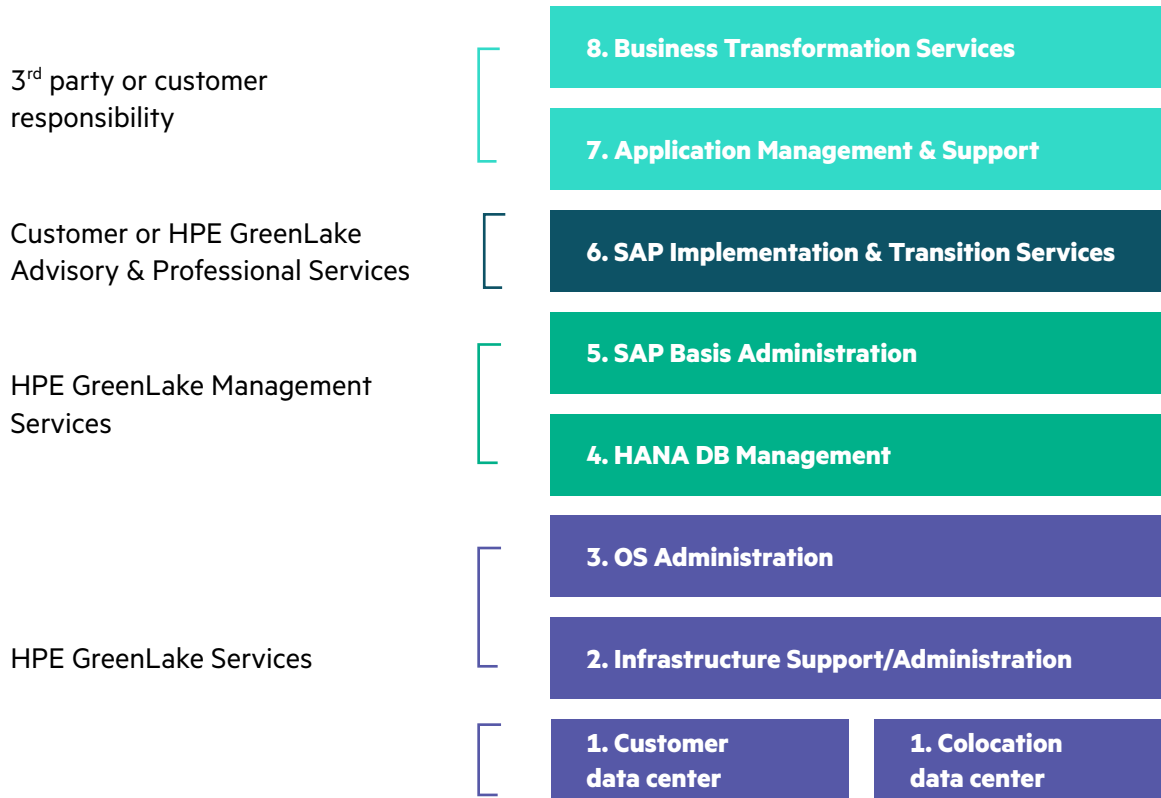 3rd party or customer
responsibility
8. Business Transformation Services
7. Application Management & Support
Customer or HPE GreenLake
Advisory & Professional Services
6. SAP Implementation & Transition Services
HPE GreenLake Management
Services
5. SAP Basis Administration
4. HANA DB Management
HPE GreenLake Services
3. OS Administration
2. Infrastructure Support/Administration
1. Customer
data center
1. Colocation
data center